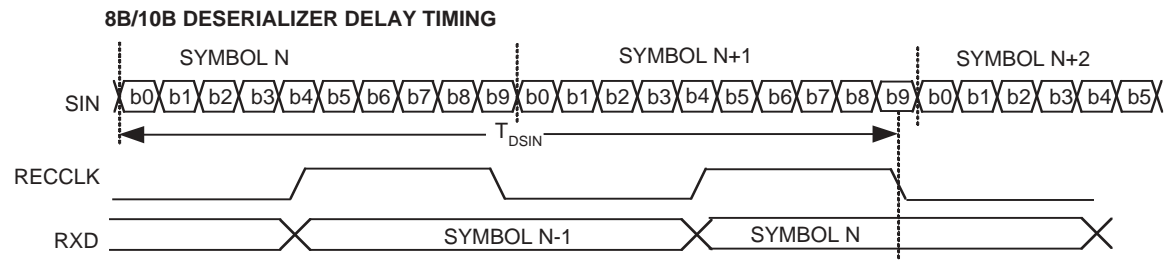 8B/10B DESERIALIZER DELAY TIMING
SYMBOL N SYMBOL N+1 SYMBOL N+2
SIN b0 b1 b2 b3 b4 b5 b6 b7 b8 b9 b0 b1 b2 b3 b4 b5 b6 b7 b8 b9 b0 b1 b2 b3 b4 b5
TDSIN
RECCLK
RXD SYMBOL N-1 SYMBOL N